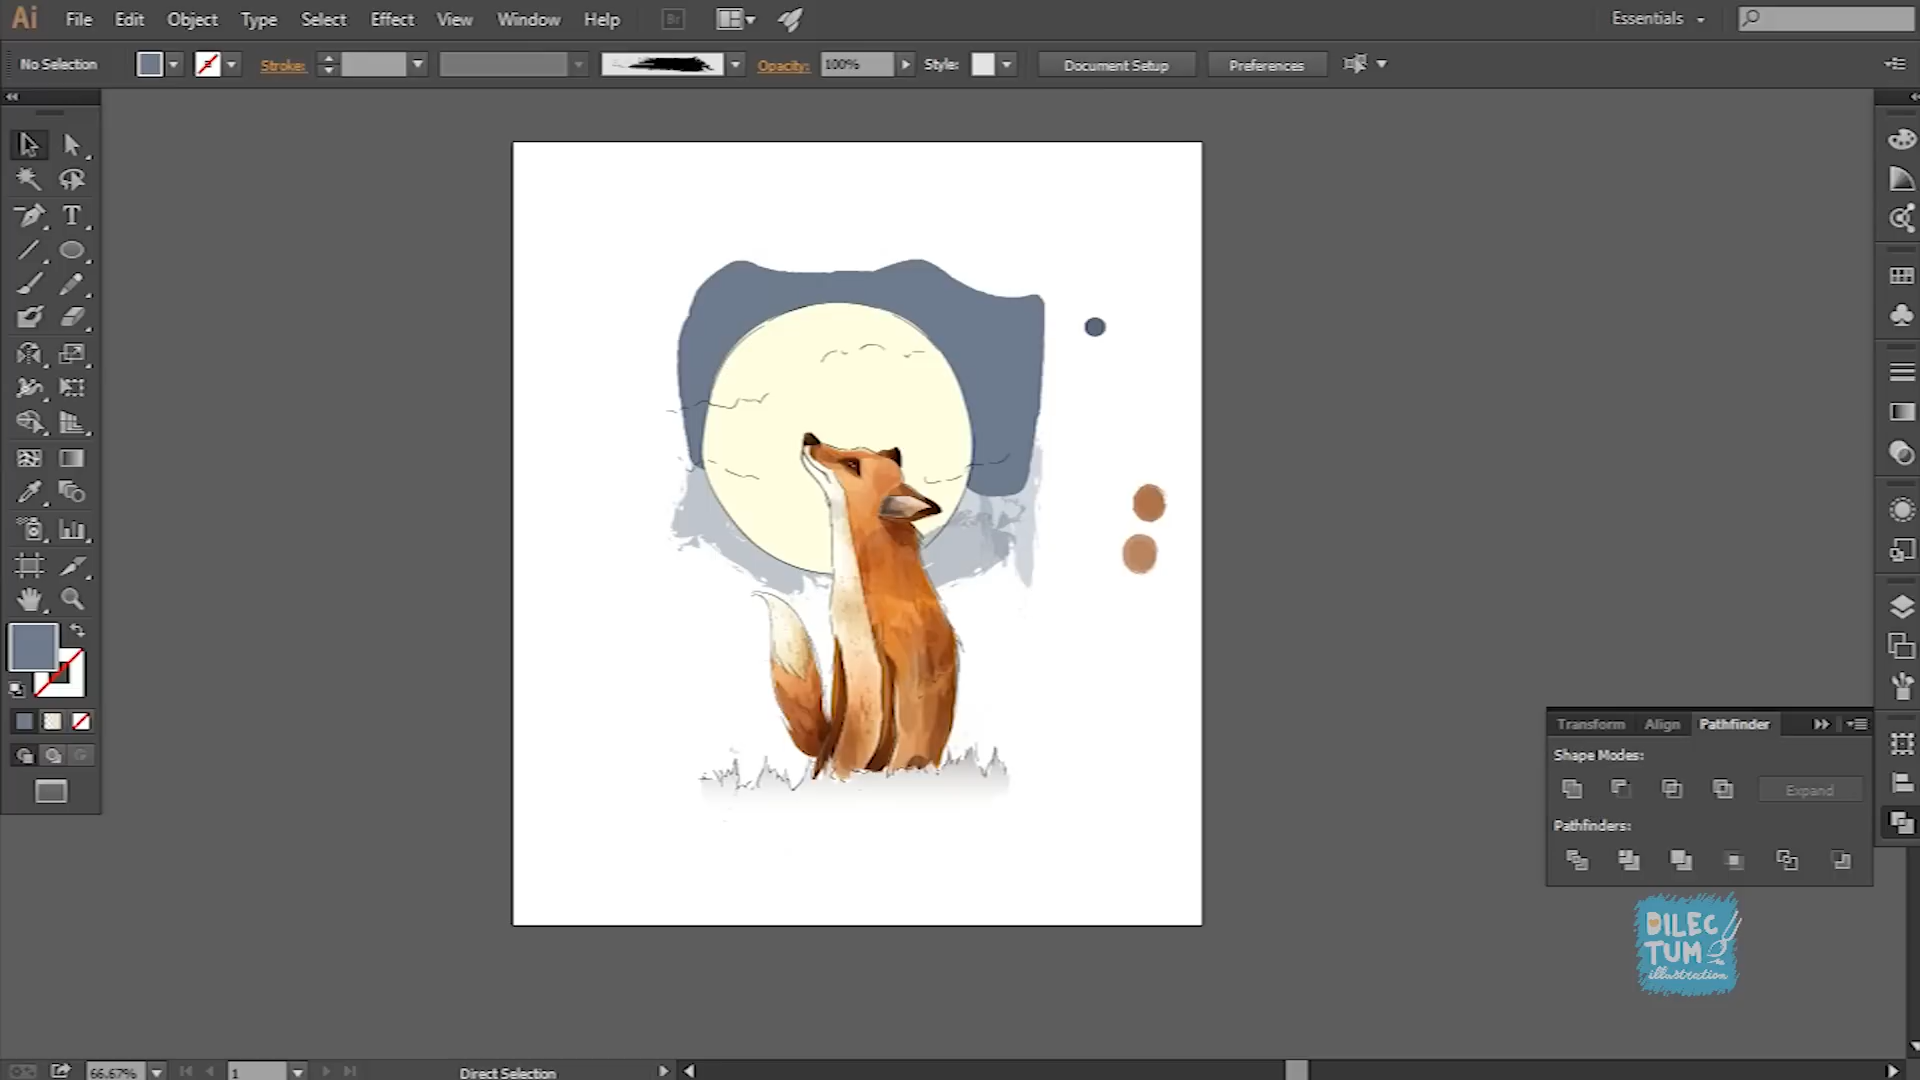 Ai File Edit Object Type Select Effect View Window Help Br Essentials
No Selection Stroke: Opacity: 100% Style: Document Setup Preferences
T
Transform Align Pathfinder
Shape Modes:
Expand
Pathfinders:
DILEC
TUM
illustration
66.67% 1 Direct Selection